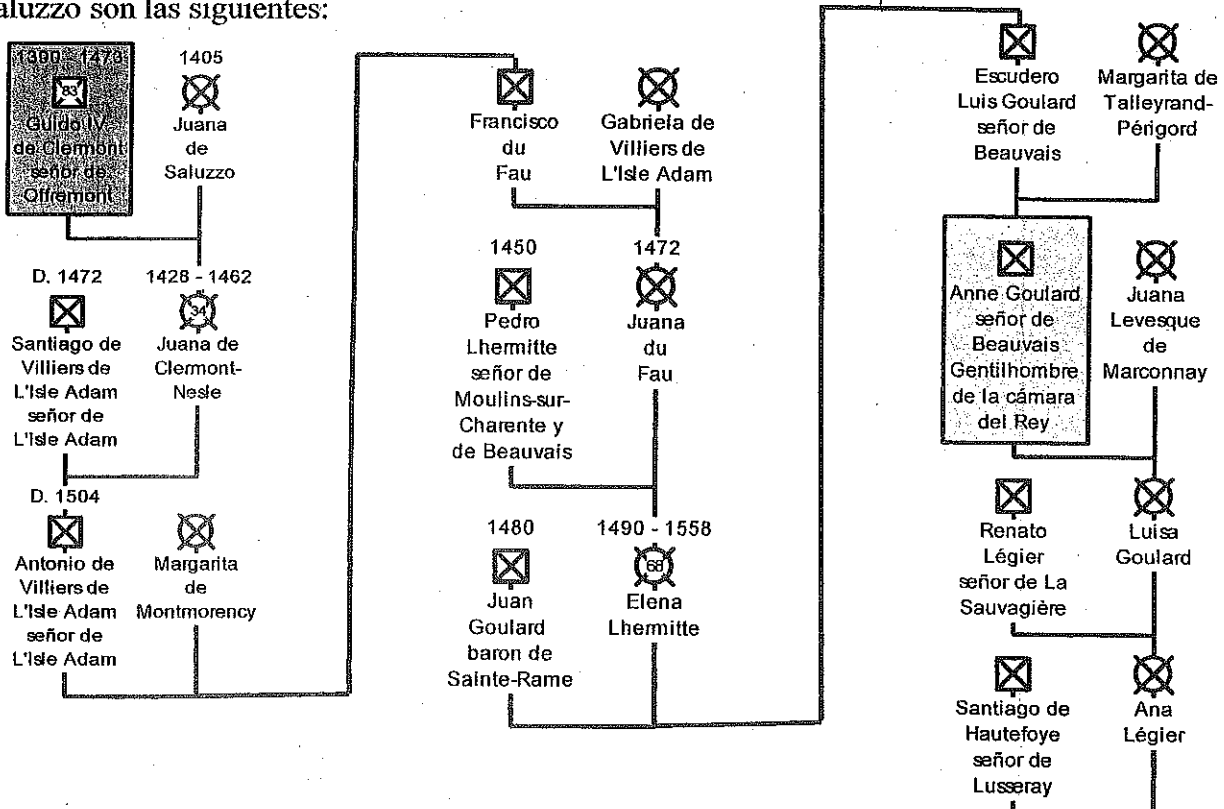 aluzzo son las siguientes:
1390 - 1473
83
Guido IV
de Clermont
señor de
Offremont
1405
Juana
de
Saluzzo
D. 1472
Santiago de
Villiers de
L'Isle Adam
señor de
L'Isle Adam
1428 - 1462
34
Juana de
Clermont-
Nesle
D. 1504
Antonio de
Villiers de
L'Isle Adam
señor de
L'Isle Adam
Margarita
de
Montmorency
Francisco
du
Fau
Gabriela de
Villiers de
L'Isle Adam
1450
Pedro
Lhermitte
señor de
Moulins-sur-
Charente y
de Beauvais
1472
Juana
du
Fau
1480
Juan
Goulard
baron de
Sainte-Rame
1490 - 1558
68
Elena
Lhermitte
Escudero
Luis Goulard
señor de
Beauvais
Margarita de
Talleyrand-
Périgord
Anne Goulard
señor de
Beauvais
Gentilhombre
de la cámara
del Rey
Juana
Levesque
de
Marconnay
Renato
Légier
señor de La
Sauvagière
Luisa
Goulard
Santiago de
Hautefoye
señor de
Lusseray
Ana
Légier